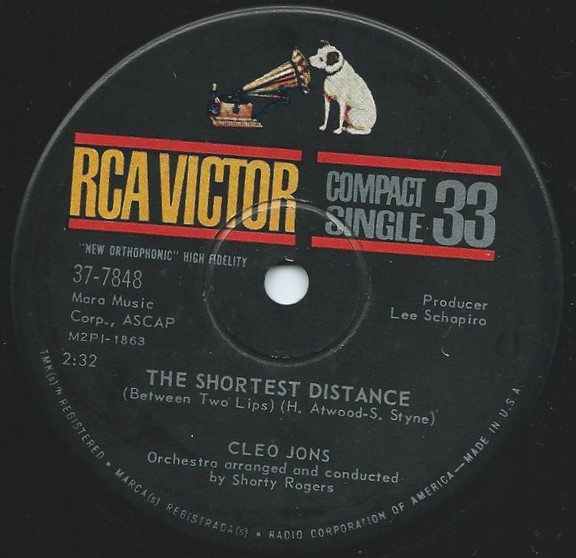 RCA VICTOR
COMPACT
SINGLE 33
"NEW ORTHOPHONIC" HIGH FIDELITY
37-7848
Mara Music
Corp., ASCAP
M2PI-1863
2:32
Producer
Lee Schapiro
THE SHORTEST DISTANCE
(Between Two Lips) (H. Atwood-S. Styne)
CLEO JONS
Orchestra arranged and conducted
by Shorty Rogers
TMK(s)® REGISTERED • MARCA(s) REGISTRADA(s) • RADIO CORPORATION OF AMERICA—MADE IN U.S.A.